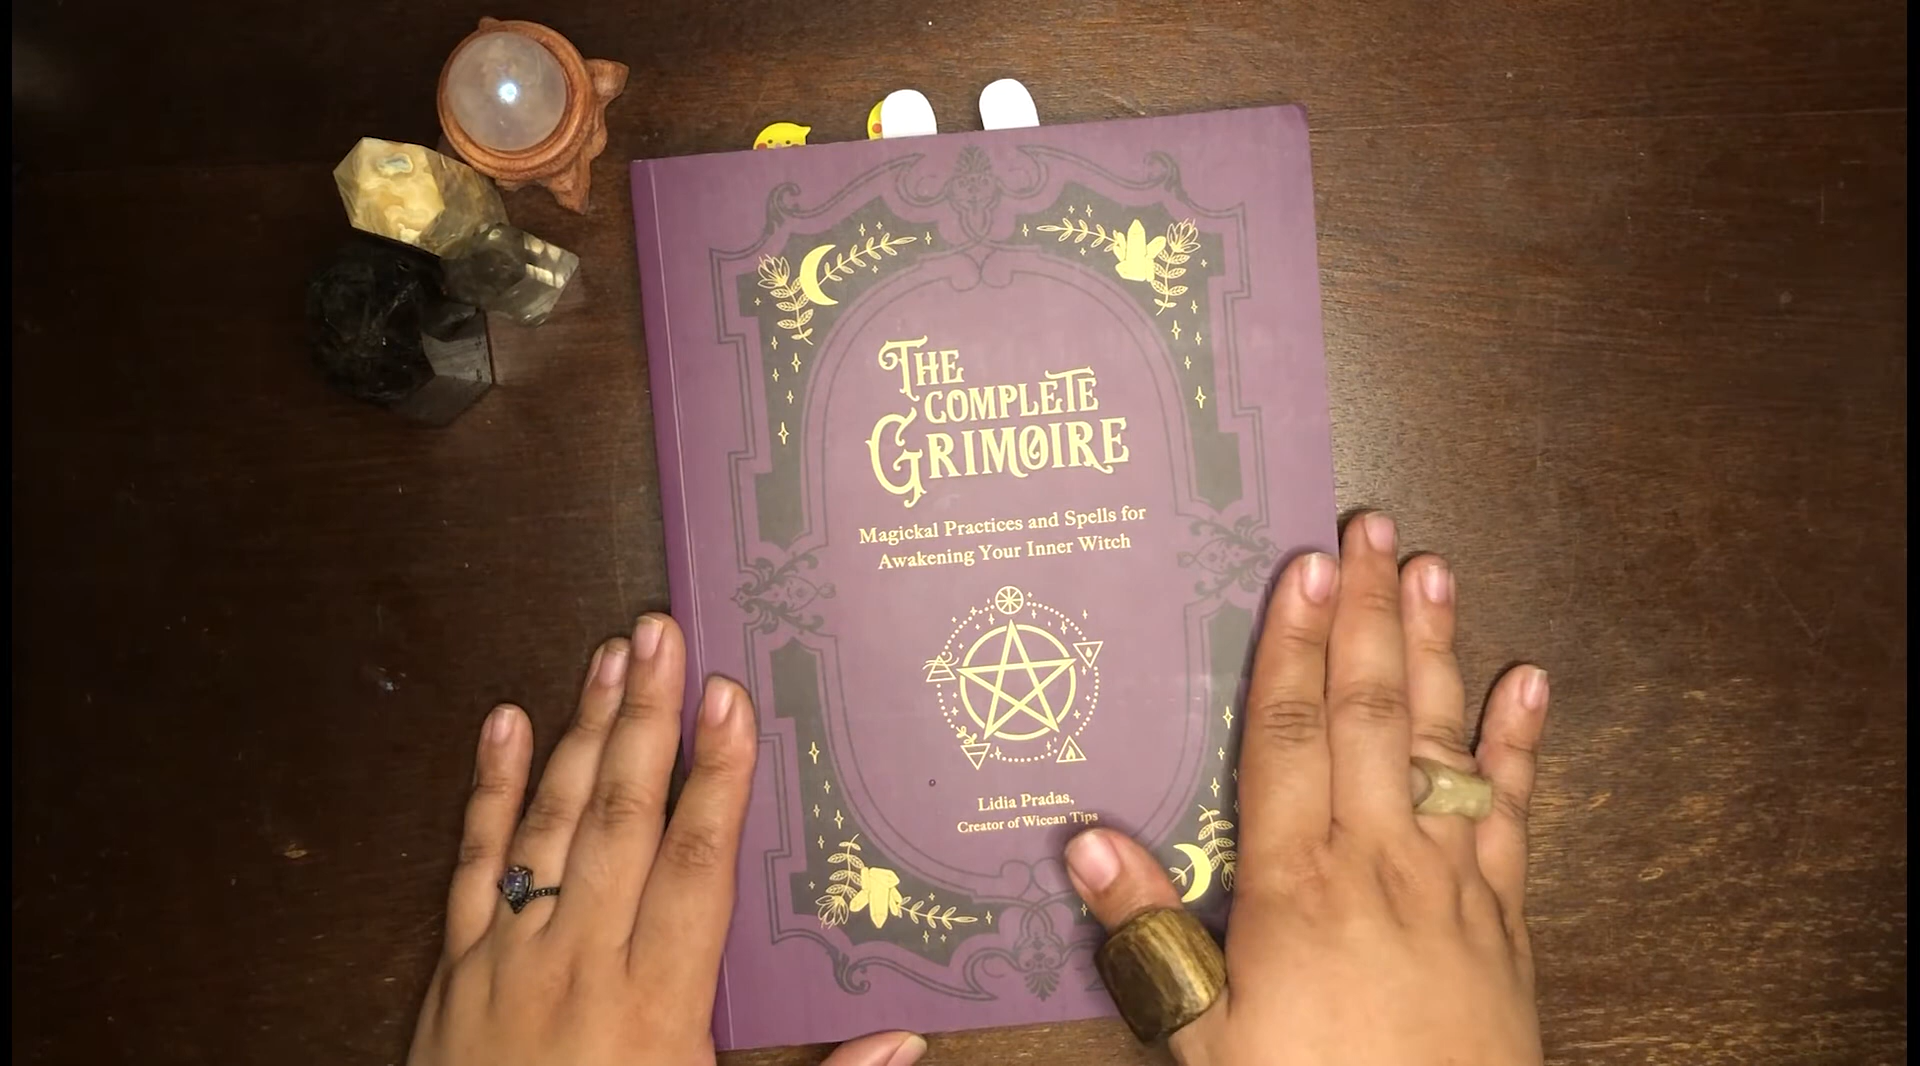 The
Complete
Grimoire
Magickal Practices and Spells for
Awakening Your Inner Witch
Lidia Pradas,
Creator of Wiccan Tips